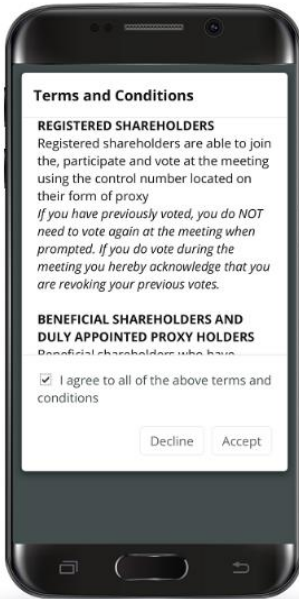 Terms and Conditions
REGISTERED SHAREHOLDERS
Registered shareholders are able to join
the, participate and vote at the meeting
using the control number located on
their form of proxy
If you have previously voted, you do NOT
need to vote again at the meeting when
prompted. If you do vote during the
meeting you hereby acknowledge that you
are revoking your previous votes.
BENEFICIAL SHAREHOLDERS AND
DULY APPOINTED PROXY HOLDERS
Beneficial shareholders who have
I agree to all of the above terms and
conditions
Decline Accept